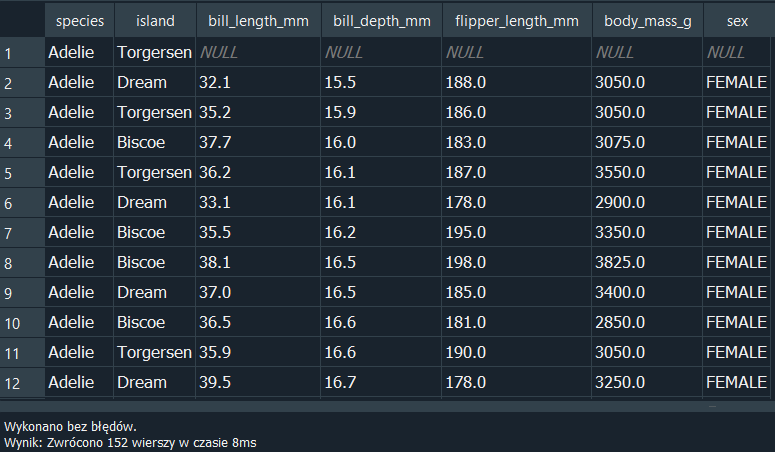 species island bill_length_mm bill_depth_mm flipper_length_mm body_mass_g sex
1 Adelie Torgersen NULL NULL NULL NULL NULL
2 Adelie Dream 32.1 15.5 188.0 3050.0 FEMALE
3 Adelie Torgersen 35.2 15.9 186.0 3050.0 FEMALE
4 Adelie Biscoe 37.7 16.0 183.0 3075.0 FEMALE
5 Adelie Torgersen 36.2 16.1 187.0 3550.0 FEMALE
6 Adelie Dream 33.1 16.1 178.0 2900.0 FEMALE
7 Adelie Biscoe 35.5 16.2 195.0 3350.0 FEMALE
8 Adelie Biscoe 38.1 16.5 198.0 3825.0 FEMALE
9 Adelie Dream 37.0 16.5 185.0 3400.0 FEMALE
10 Adelie Biscoe 36.5 16.6 181.0 2850.0 FEMALE
11 Adelie Torgersen 35.9 16.6 190.0 3050.0 FEMALE
12 Adelie Dream 39.5 16.7 178.0 3250.0 FEMALE
Wykonano bez błędów.
Wynik: Zwrócono 152 wierszy w czasie 8ms